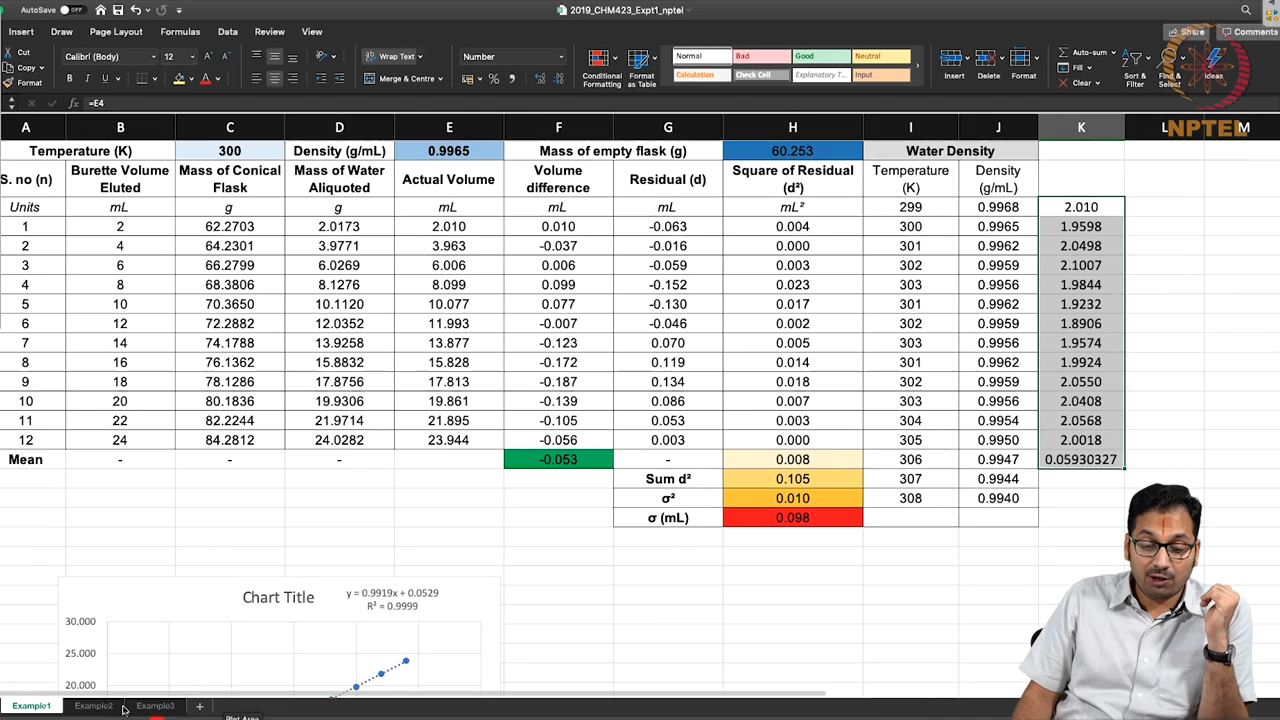 AutoSave OFF 2019_CHM423_Expt1_nptel
Insert Draw Page Layout Formulas Data Review View Share Comments
Cut Calibri (Body) 12 Wrap Text Number Normal Bad Good Neutral Auto-sum
Copy Fill
Format B Merge & Centre Conditional Formatting Format as Table Calculation Check Cell Explanatory T... Input Insert Delete Format Clear Sort & Filter Find & Select Ideas
fx =E4
NPTEL
A B C D E F G H I J K L M
Temperature (K) 300 Density (g/mL) 0.9965 Mass of empty flask (g) 60.253 Water Density
S. no (n) Burette Volume Eluted Mass of Conical Flask Mass of Water Aliquoted Actual Volume Volume difference Residual (d) Square of Residual (d²) Temperature (K) Density (g/mL)
Units mL g g mL mL mL mL² 299 0.9968 2.010
1 2 62.2703 2.0173 2.010 0.010 -0.063 0.004 300 0.9965 1.9598
2 4 64.2301 3.9771 3.963 -0.037 -0.016 0.000 301 0.9962 2.0498
3 6 66.2799 6.0269 6.006 0.006 -0.059 0.003 302 0.9959 2.1007
4 8 68.3806 8.1276 8.099 0.099 -0.152 0.023 303 0.9956 1.9844
5 10 70.3650 10.1120 10.077 0.077 -0.130 0.017 301 0.9962 1.9232
6 12 72.2882 12.0352 11.993 -0.007 -0.046 0.002 302 0.9959 1.8906
7 14 74.1788 13.9258 13.877 -0.123 0.070 0.005 303 0.9956 1.9574
8 16 76.1362 15.8832 15.828 -0.172 0.119 0.014 301 0.9962 1.9924
9 18 78.1286 17.8756 17.813 -0.187 0.134 0.018 302 0.9959 2.0550
10 20 80.1836 19.9306 19.861 -0.139 0.086 0.007 303 0.9956 2.0408
11 22 82.2244 21.9714 21.895 -0.105 0.053 0.003 304 0.9954 2.0568
12 24 84.2812 24.0282 23.944 -0.056 0.003 0.000 305 0.9950 2.0018
Mean - - - -0.053 - 0.008 306 0.9947 0.05930327
Sum d² 0.105 307 0.9944
σ² 0.010 308 0.9940
σ (mL) 0.098
Chart Title
y = 0.9919x + 0.0529
R² = 0.9999
30.000
25.000
20.000
Example1 Example2 Example3 +
Plot Area